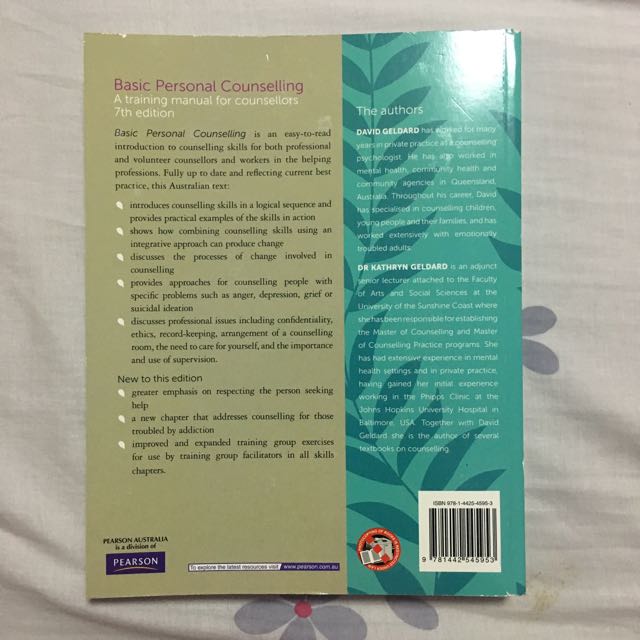 Basic Personal Counselling
A training manual for counsellors
7th edition
Basic Personal Counselling is an easy-to-read
introduction to counselling skills for both professional
and volunteer counsellors and workers in the helping
professions. Fully up to date and reflecting current best
practice, this Australian text:
introduces counselling skills in a logical sequence and
provides practical examples of the skills in action
shows how combining counselling skills using an
integrative approach can produce change
discusses the processes of change involved in
counselling
provides approaches for counselling people with
specific problems such as anger, depression, grief or
suicidal ideation
discusses professional issues including confidentiality,
ethics, record-keeping, arrangement of a counselling
room, the need to care for yourself, and the importance
and use of supervision.
New to this edition
greater emphasis on respecting the person seeking
help
a new chapter that addresses counselling for those
troubled by addiction
improved and expanded training group exercises
for use by training group facilitators in all skills
chapters.
PEARSON AUSTRALIA
is a division of
PEARSON
To explore the latest resources visit www.pearson.com.au
The authors
DAVID GELDARD has worked for many
years in private practice as a counselling
psychologist. He has also worked in
mental health, community health and
community agencies in Queensland,
Australia. Throughout his career, David
has specialised in counselling children,
young people and their families, and has
worked extensively with emotionally
troubled adults.
DR KATHRYN GELDARD is an adjunct
senior lecturer attached to the Faculty
of Arts and Social Sciences at the
University of the Sunshine Coast where
she has been responsible for establishing
the Master of Counselling and Master
of Counselling Practice programs. She
has had extensive experience in mental
health settings and in private practice,
having gained her initial experience
working in the Phipps Clinic at the
Johns Hopkins University Hospital in
Baltimore, USA. Together with David
Geldard she is the author of several
textbooks on counselling.
ISBN 978-1-4425-4595-3
9 781442 545953